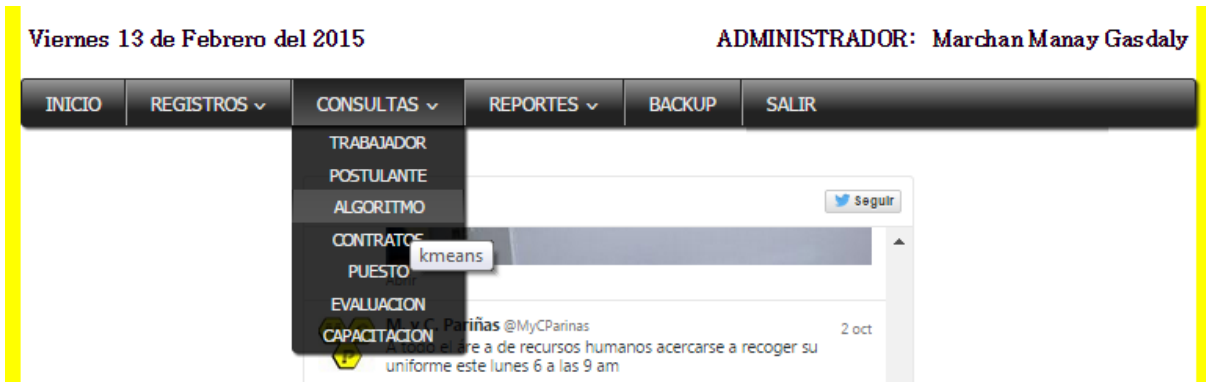 Viernes 13 de Febrero del 2015 ADMINISTRADOR: Marchan Manay Gasdaly
INICIO REGISTROS CONSULTAS REPORTES BACKUP SALIR
TRABAJADOR
POSTULANTE
ALGORITMO
Seguir
CONTRATOS
kmeans
PUESTO
Abrir
EVALUACION
M. y C. Pariñas @MyCParinas 2 oct
CAPACITACION
A todo el áre a de recursos humanos acercarse a recoger su
uniforme este lunes 6 a las 9 am
P